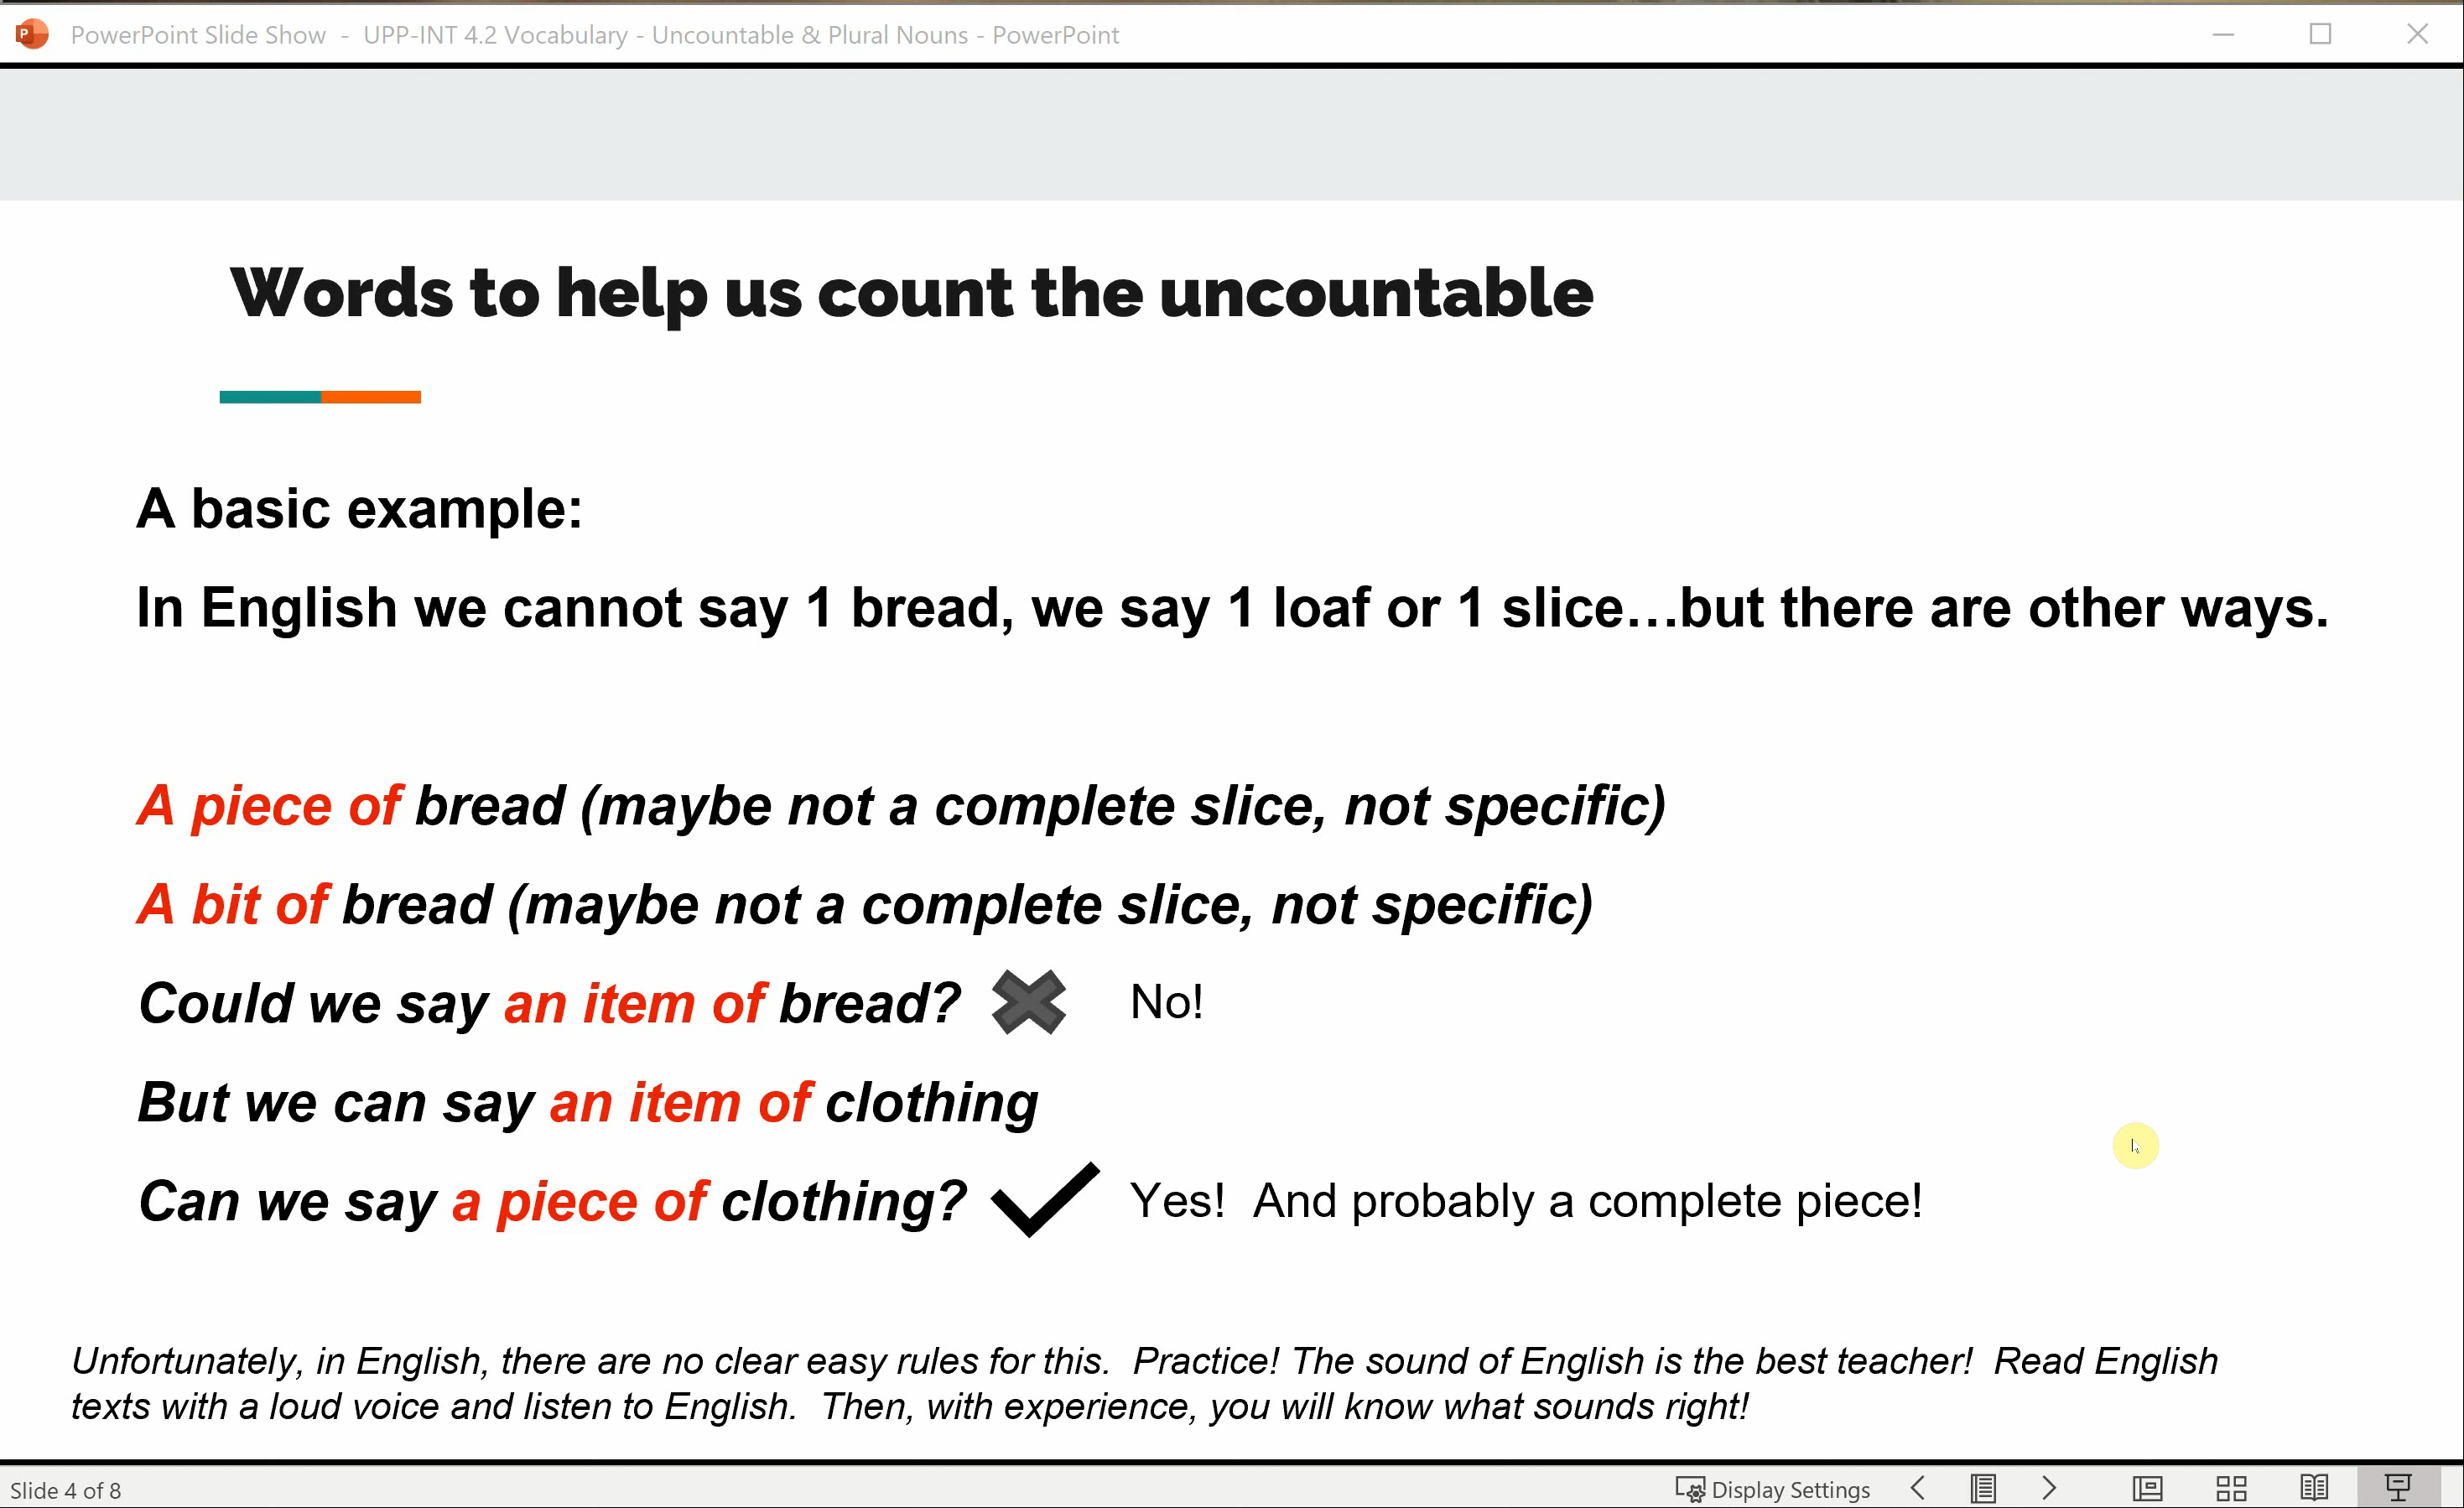 PowerPoint Slide Show - UPP-INT 4.2 Vocabulary - Uncountable & Plural Nouns - PowerPoint
Words to help us count the uncountable
A basic example:
In English we cannot say 1 bread, we say 1 loaf or 1 slice…but there are other ways.
A piece of bread (maybe not a complete slice, not specific)
A bit of bread (maybe not a complete slice, not specific)
Could we say an item of bread? No!
But we can say an item of clothing
Can we say a piece of clothing? Yes! And probably a complete piece!
Unfortunately, in English, there are no clear easy rules for this. Practice! The sound of English is the best teacher! Read English
texts with a loud voice and listen to English. Then, with experience, you will know what sounds right!
Slide 4 of 8 Display Settings